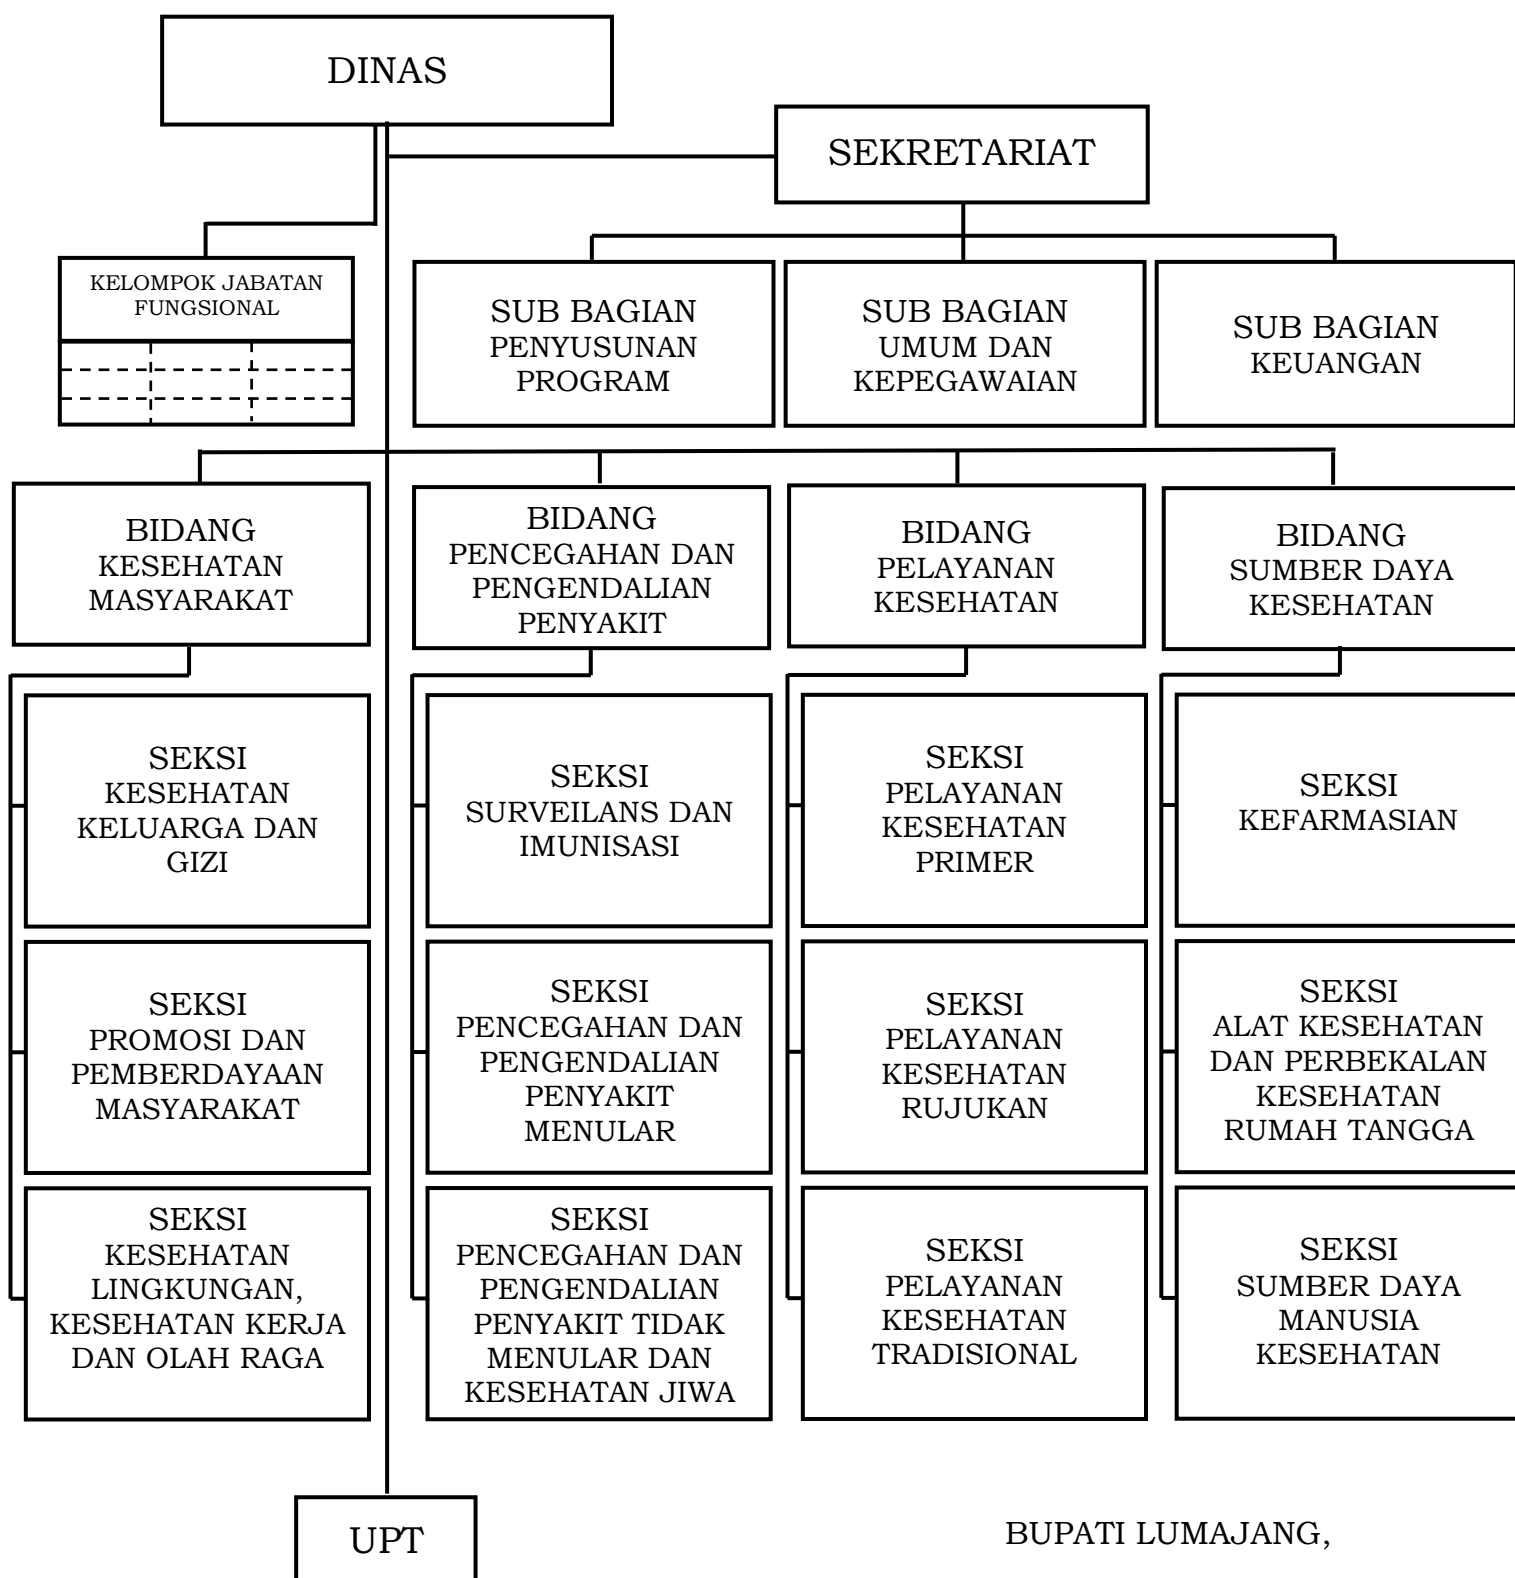 DINAS
SEKRETARIAT
KELOMPOK JABATAN
FUNGSIONAL
SUB BAGIAN
PENYUSUNAN
PROGRAM
SUB BAGIAN
UMUM DAN
KEPEGAWAIAN
SUB BAGIAN
KEUANGAN
BIDANG
KESEHATAN
MASYARAKAT
BIDANG
PENCEGAHAN DAN
PENGENDALIAN
PENYAKIT
BIDANG
PELAYANAN
KESEHATAN
BIDANG
SUMBER DAYA
KESEHATAN
SEKSI
KESEHATAN
KELUARGA DAN
GIZI
SEKSI
SURVEILANS DAN
IMUNISASI
SEKSI
PELAYANAN
KESEHATAN
PRIMER
SEKSI
KEFARMASIAN
SEKSI
PROMOSI DAN
PEMBERDAYAAN
MASYARAKAT
SEKSI
PENCEGAHAN DAN
PENGENDALIAN
PENYAKIT
MENULAR
SEKSI
PELAYANAN
KESEHATAN
RUJUKAN
SEKSI
ALAT KESEHATAN
DAN PERBEKALAN
KESEHATAN
RUMAH TANGGA
SEKSI
KESEHATAN
LINGKUNGAN,
KESEHATAN KERJA
DAN OLAH RAGA
SEKSI
PENCEGAHAN DAN
PENGENDALIAN
PENYAKIT TIDAK
MENULAR DAN
KESEHATAN JIWA
SEKSI
PELAYANAN
KESEHATAN
TRADISIONAL
SEKSI
SUMBER DAYA
MANUSIA
KESEHATAN
UPT
BUPATI LUMAJANG,